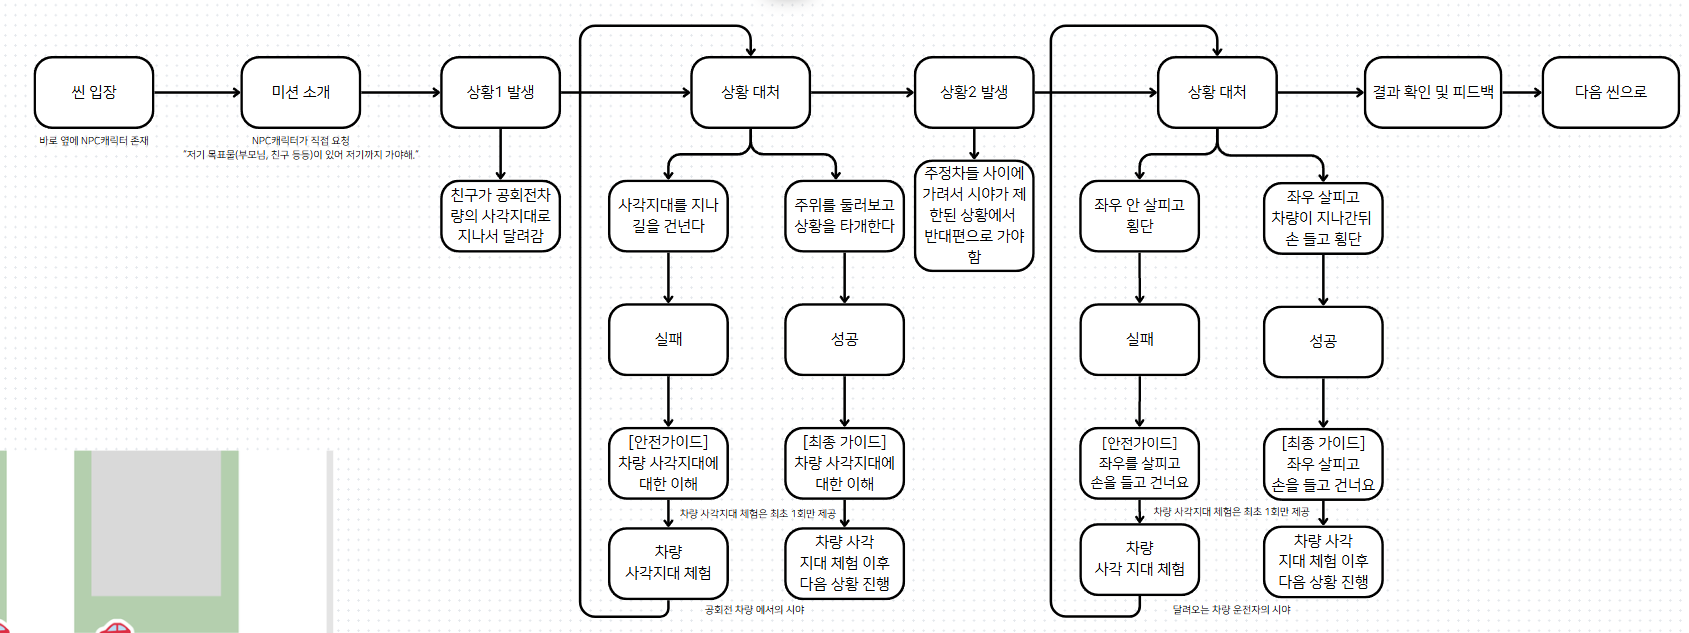 씬 입장
바로 옆에 NPC캐릭터 존재
미션 소개
NPC캐릭터가 직접 요청
"저기 목표물(부모님, 친구 등등)이 있어 저기까지 가야해."
상황1 발생
친구가 공회전차
량의 사각지대로
지나서 달려감
상황 대처
사각지대를 지나
길을 건넌다
실패
[안전가이드]
차량 사각지대에
대한 이해
차량
사각지대 체험
주위를 둘러보고
상황을 타개한다
성공
[최종 가이드]
차량 사각지대에
대한 이해
차량 사각지대 체험은 최초 1회만 제공
차량 사각
지대 체험 이후
다음 상황 진행
공회전 차량 에서의 시야
상황2 발생
주정차들 사이에
가려서 시야가 제
한된 상황에서
반대편으로 가야
함
상황 대처
좌우 안 살피고
횡단
실패
[안전가이드]
좌우를 살피고
손을 들고 건너요
차량
사각 지대 체험
좌우 살피고
차량이 지나간뒤
손 들고 횡단
성공
[최종 가이드]
좌우 살피고
손을 들고 건너요
차량 사각지대 체험은 최초 1회만 제공
차량 사각
지대 체험 이후
다음 상황 진행
달려오는 차량 운전자의 시야
결과 확인 및 피드백
다음 씬으로